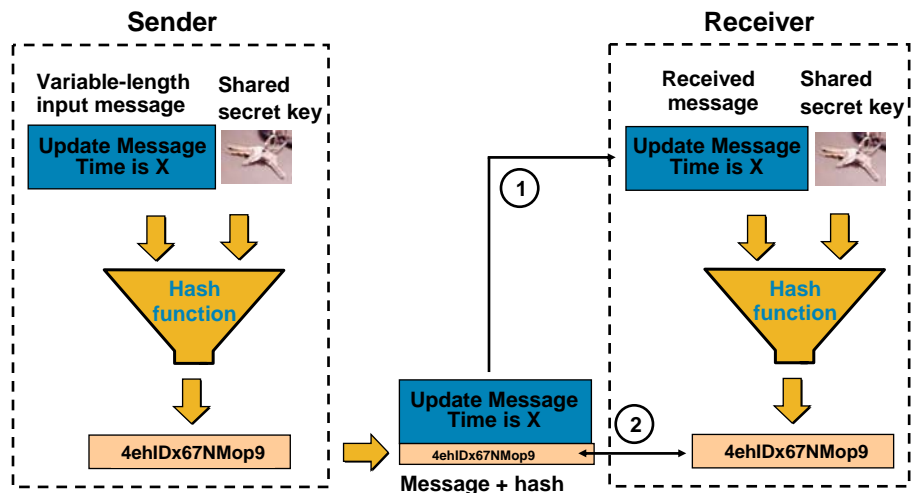 Sender
Variable-length
input message
Shared
secret key
Update Message
Time is X
Hash
function
4ehIDx67NMop9
1
Update Message
Time is X
4ehIDx67NMop9
Message + hash
2
Receiver
Received
message
Shared
secret key
Update Message
Time is X
Hash
function
4ehIDx67NMop9